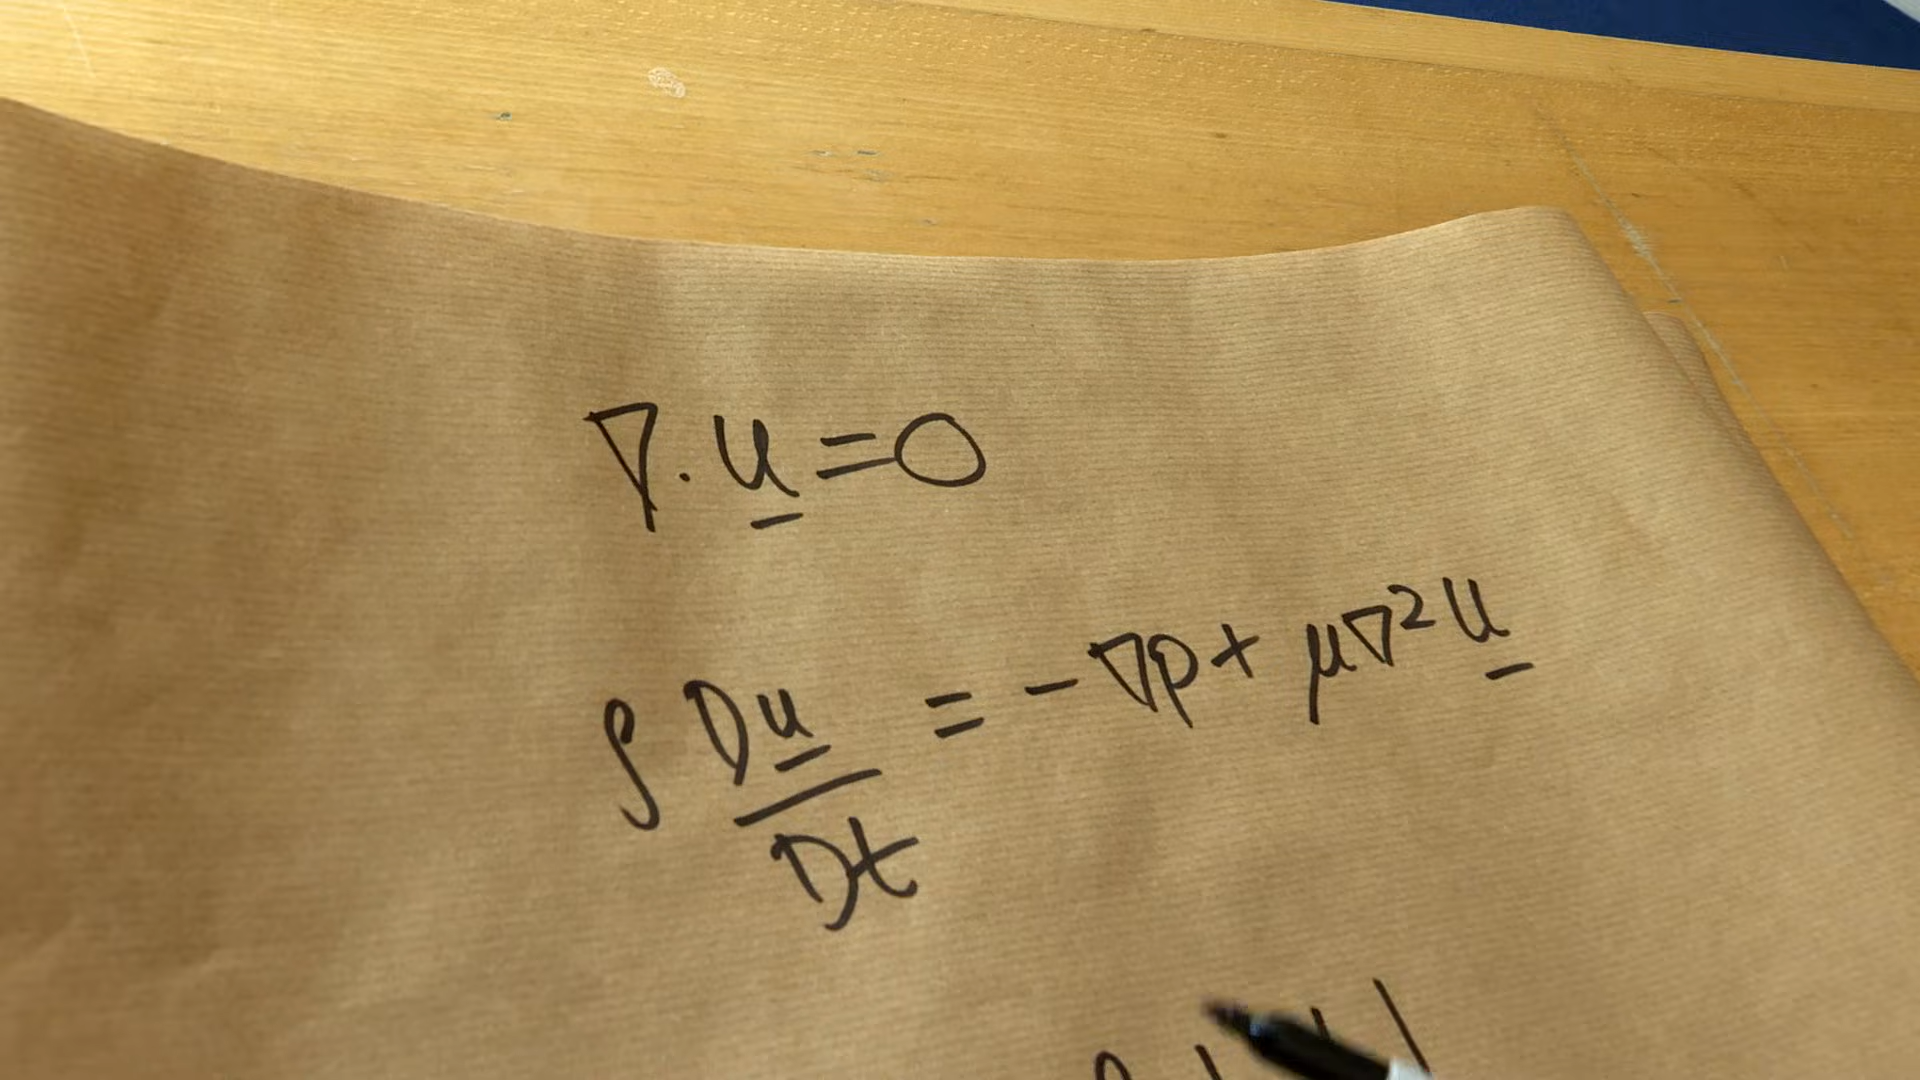 ∇ · u̲ = 0
ρ Du̲/Dt = -∇p + μ∇²u̲